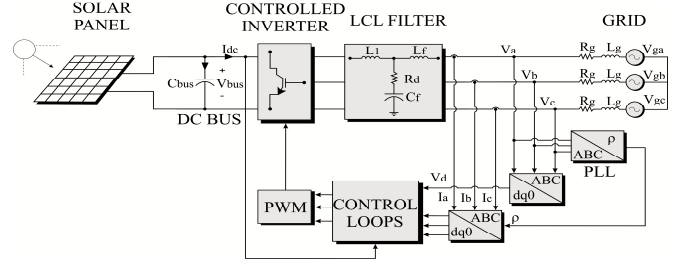 SOLAR
PANEL
CONTROLLED
INVERTER
LCL FILTER
GRID
Idc
L1
Lf
Va
Rg
Lg
Vga
+
Cbus
Vbus
-
Rd
Vb
Rg
Lg
Vgb
Cf
Vc
Rg
Lg
Vgc
DC BUS
ρ
ABC
PLL
Vd
ABC
dq0
Ia
Ib
Ic
PWM
CONTROL
LOOPS
ABC
dq0
ρ